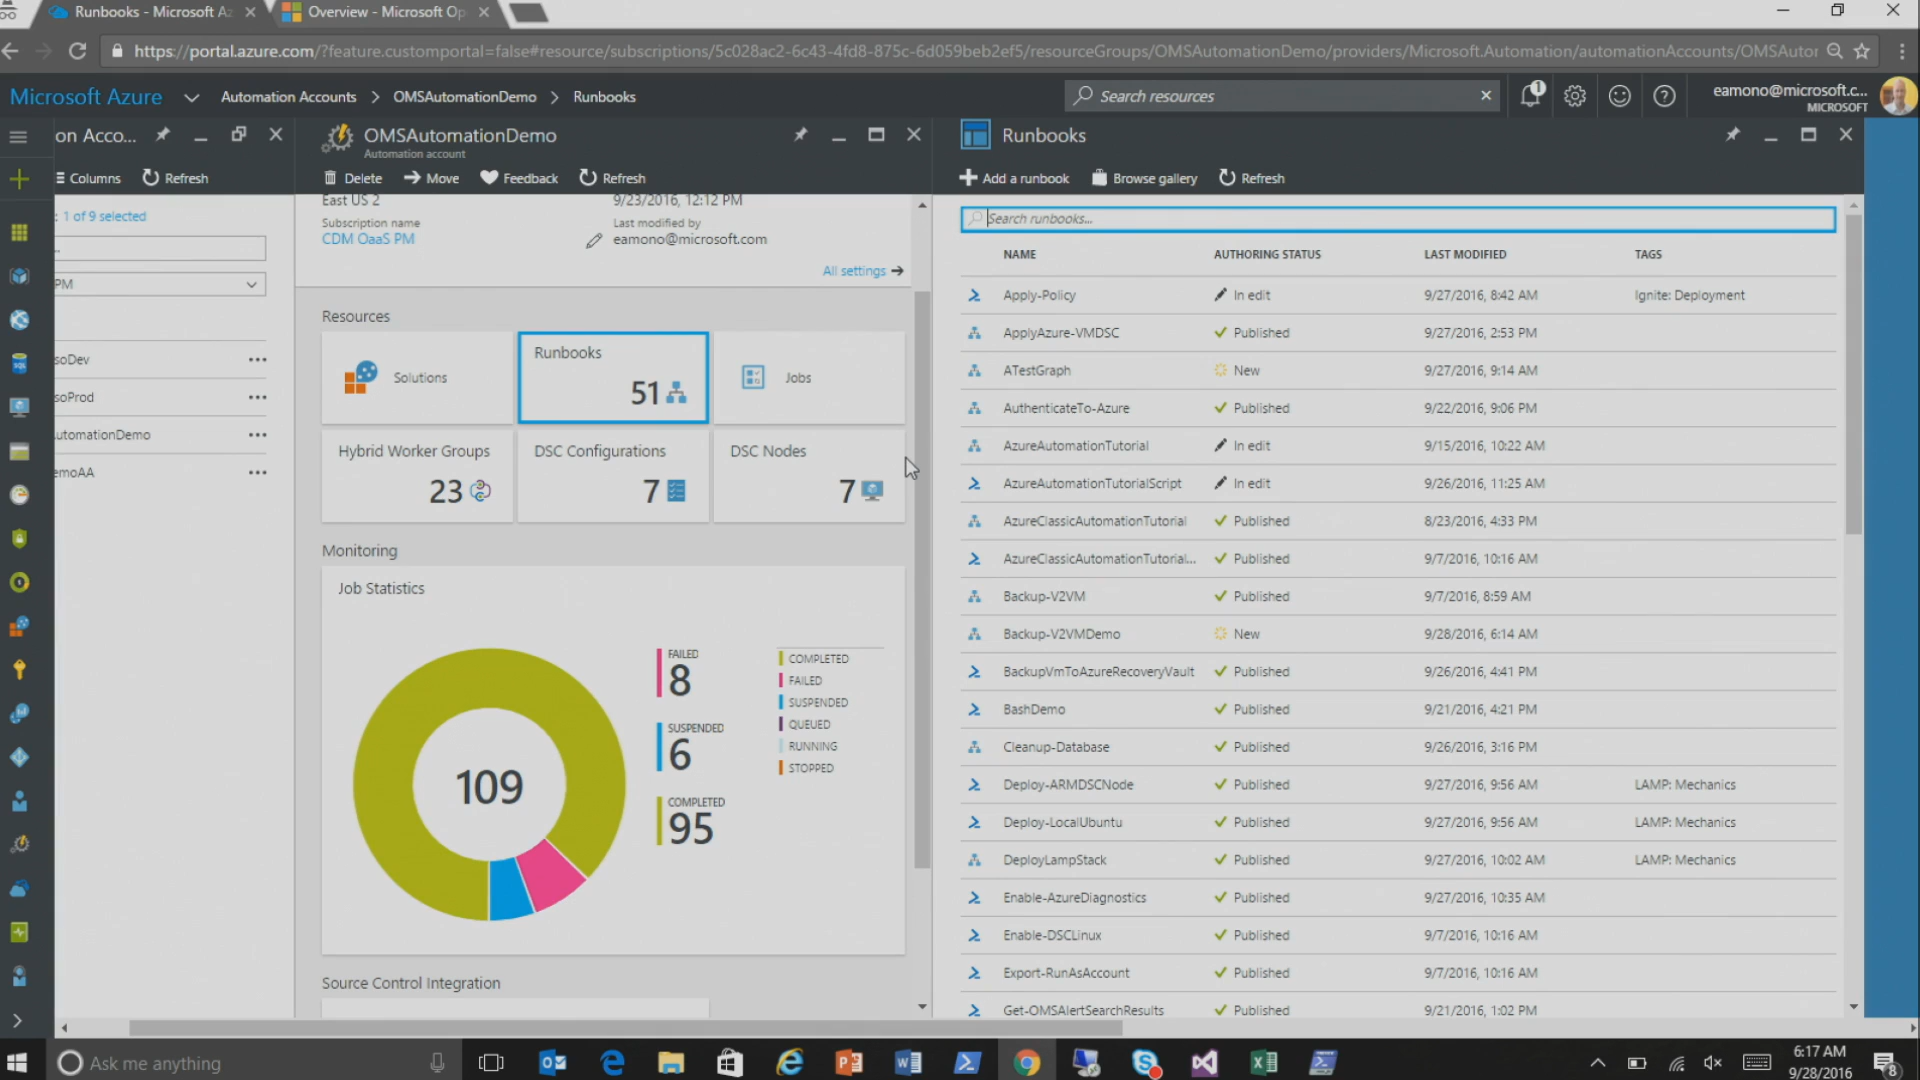 Runbooks - Microsoft Az
Overview - Microsoft Op
https://portal.azure.com/?feature.customportal=false#resource/subscriptions/5c028ac2-6c43-4fd8-875c-6d059beb2ef5/resourceGroups/OMSAutomationDemo/providers/Microsoft.Automation/automationAccounts/OMSAutor
Microsoft Azure
Automation Accounts > OMSAutomationDemo > Runbooks
Search resources
1
eamono@microsoft.c...
MICROSOFT
on Acco...
Columns
Refresh
: 1 of 9 selected
..
PM
soDev
soProd
utomationDemo
emoAA
OMSAutomationDemo
Automation account
Delete
Move
Feedback
Refresh
East US 2
9/23/2016, 12:12 PM
Subscription name
Last modified by
CDM OaaS PM
eamono@microsoft.com
All settings
Resources
Solutions
Runbooks
51
Jobs
Hybrid Worker Groups
23
DSC Configurations
7
DSC Nodes
7
Monitoring
Job Statistics
109
FAILED
8
SUSPENDED
6
COMPLETED
95
COMPLETED
FAILED
SUSPENDED
QUEUED
RUNNING
STOPPED
Source Control Integration
Runbooks
Add a runbook
Browse gallery
Refresh
Search runbooks...
NAME AUTHORING STATUS LAST MODIFIED TAGS
Apply-Policy In edit 9/27/2016, 8:42 AM Ignite: Deployment
ApplyAzure-VMDSC Published 9/27/2016, 2:53 PM
ATestGraph New 9/27/2016, 9:14 AM
AuthenticateTo-Azure Published 9/22/2016, 9:06 PM
AzureAutomationTutorial In edit 9/15/2016, 10:22 AM
AzureAutomationTutorialScript In edit 9/26/2016, 11:25 AM
AzureClassicAutomationTutorial Published 8/23/2016, 4:33 PM
AzureClassicAutomationTutorial... Published 9/7/2016, 10:16 AM
Backup-V2VM Published 9/7/2016, 8:59 AM
Backup-V2VMDemo New 9/28/2016, 6:14 AM
BackupVmToAzureRecoveryVault Published 9/26/2016, 4:41 PM
BashDemo Published 9/21/2016, 4:21 PM
Cleanup-Database Published 9/26/2016, 3:16 PM
Deploy-ARMDSCNode Published 9/27/2016, 9:56 AM LAMP: Mechanics
Deploy-LocalUbuntu Published 9/27/2016, 9:56 AM LAMP: Mechanics
DeployLampStack Published 9/27/2016, 10:02 AM LAMP: Mechanics
Enable-AzureDiagnostics Published 9/27/2016, 10:35 AM
Enable-DSCLinux Published 9/7/2016, 10:16 AM
Export-RunAsAccount Published 9/7/2016, 10:16 AM
Get-OMSAlertSearchResults Published 9/21/2016, 1:02 PM
Ask me anything
6:17 AM
9/28/2016
8